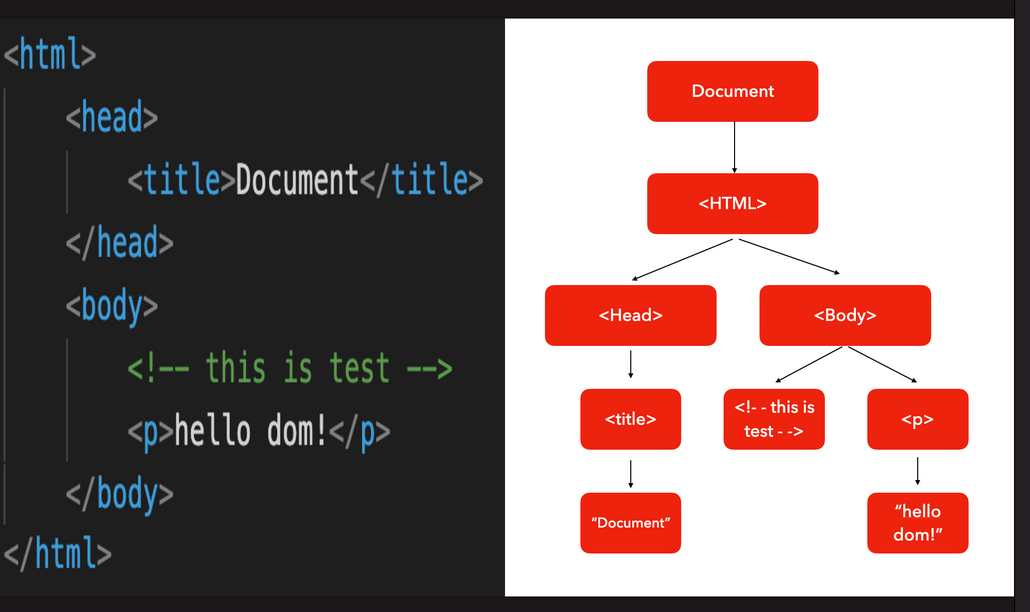 <html>
<head>
<title>Document</title>
</head>
<body>
<!-- this is test -->
<p>hello dom!</p>
</body>
</html>
Document
<HTML>
<Head>
<Body>
<title>
<!- - this is
test - ->
<p>
“Document”
“hello
dom!”